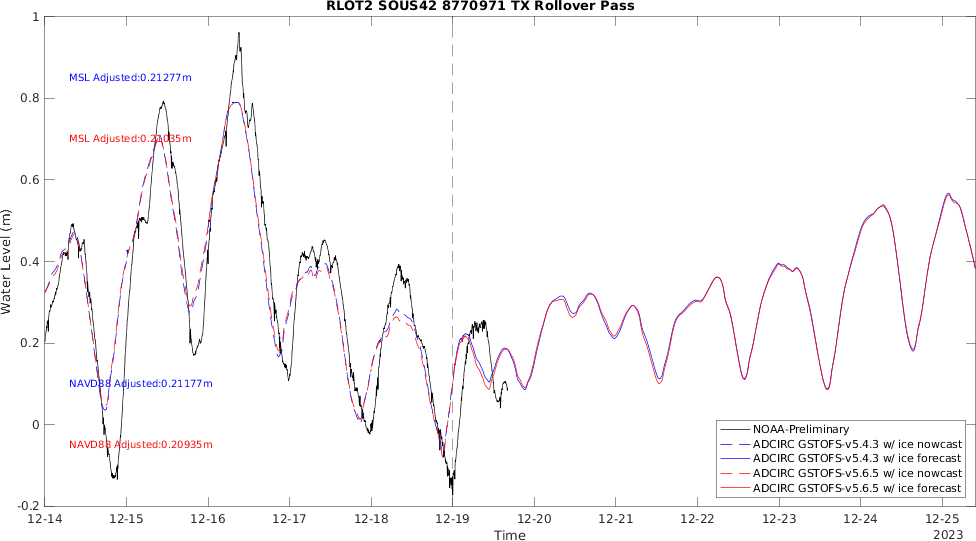 RLOT2 SOUS42 8770971 TX Rollover Pass
1
0.8
0.6
0.4
0.2
0
-0.2
Water Level (m)
MSL Adjusted:0.21277m
MSL Adjusted:0.21035m
NAVD88 Adjusted:0.21177m
NAVD88 Adjusted:0.20935m
NOAA-Preliminary
ADCIRC GSTOFS-v5.4.3 w/ ice nowcast
ADCIRC GSTOFS-v5.4.3 w/ ice forecast
ADCIRC GSTOFS-v5.6.5 w/ ice nowcast
ADCIRC GSTOFS-v5.6.5 w/ ice forecast
12-14 12-15 12-16 12-17 12-18 12-19 12-20 12-21 12-22 12-23 12-24 12-25
Time
2023